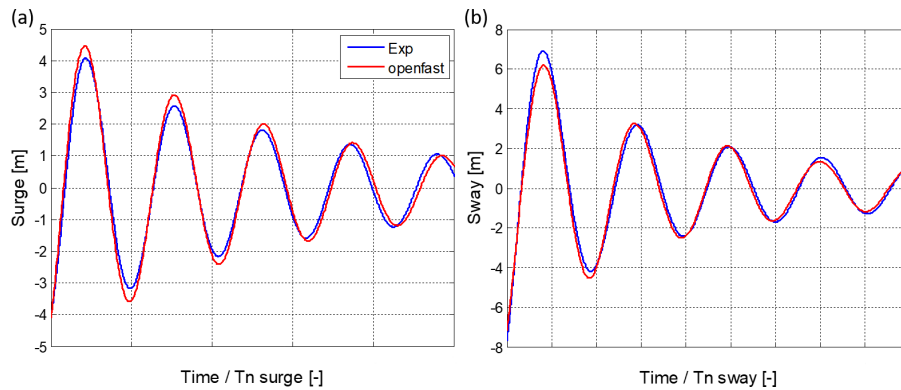 (a)
5
4
3
2
1
0
-1
-2
-3
-4
-5
Surge [m]
Exp
openfast
Time / Tn surge [-]
(b)
8
6
4
2
0
-2
-4
-6
-8
Sway [m]
Time / Tn sway [-]